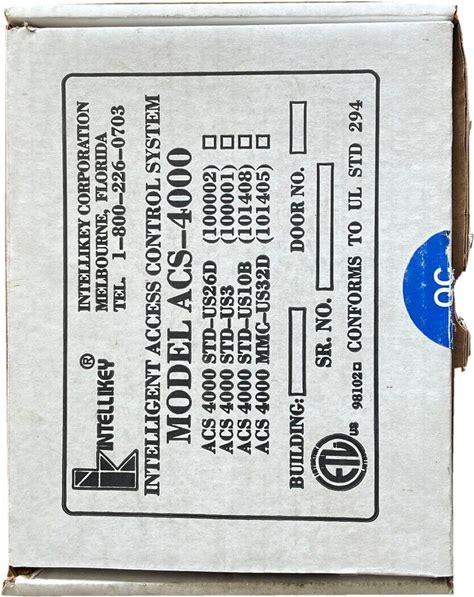 INTELLIKEY ®
INTELLIKEY CORPORATION
MELBOURNE, FLORIDA
TEL. 1-800-226-0703
INTELLIGENT ACCESS CONTROL SYSTEM
MODEL ACS-4000
ACS 4000 STD-US26D (100002)
ACS 4000 STD-US3 (100001)
ACS 4000 STD-US10B (101408)
ACS 4000 MMC-US32D (101405)
BUILDING: DOOR NO.
SR. NO.
ETL US 98102 CONFORMS TO UL STD 294
QC